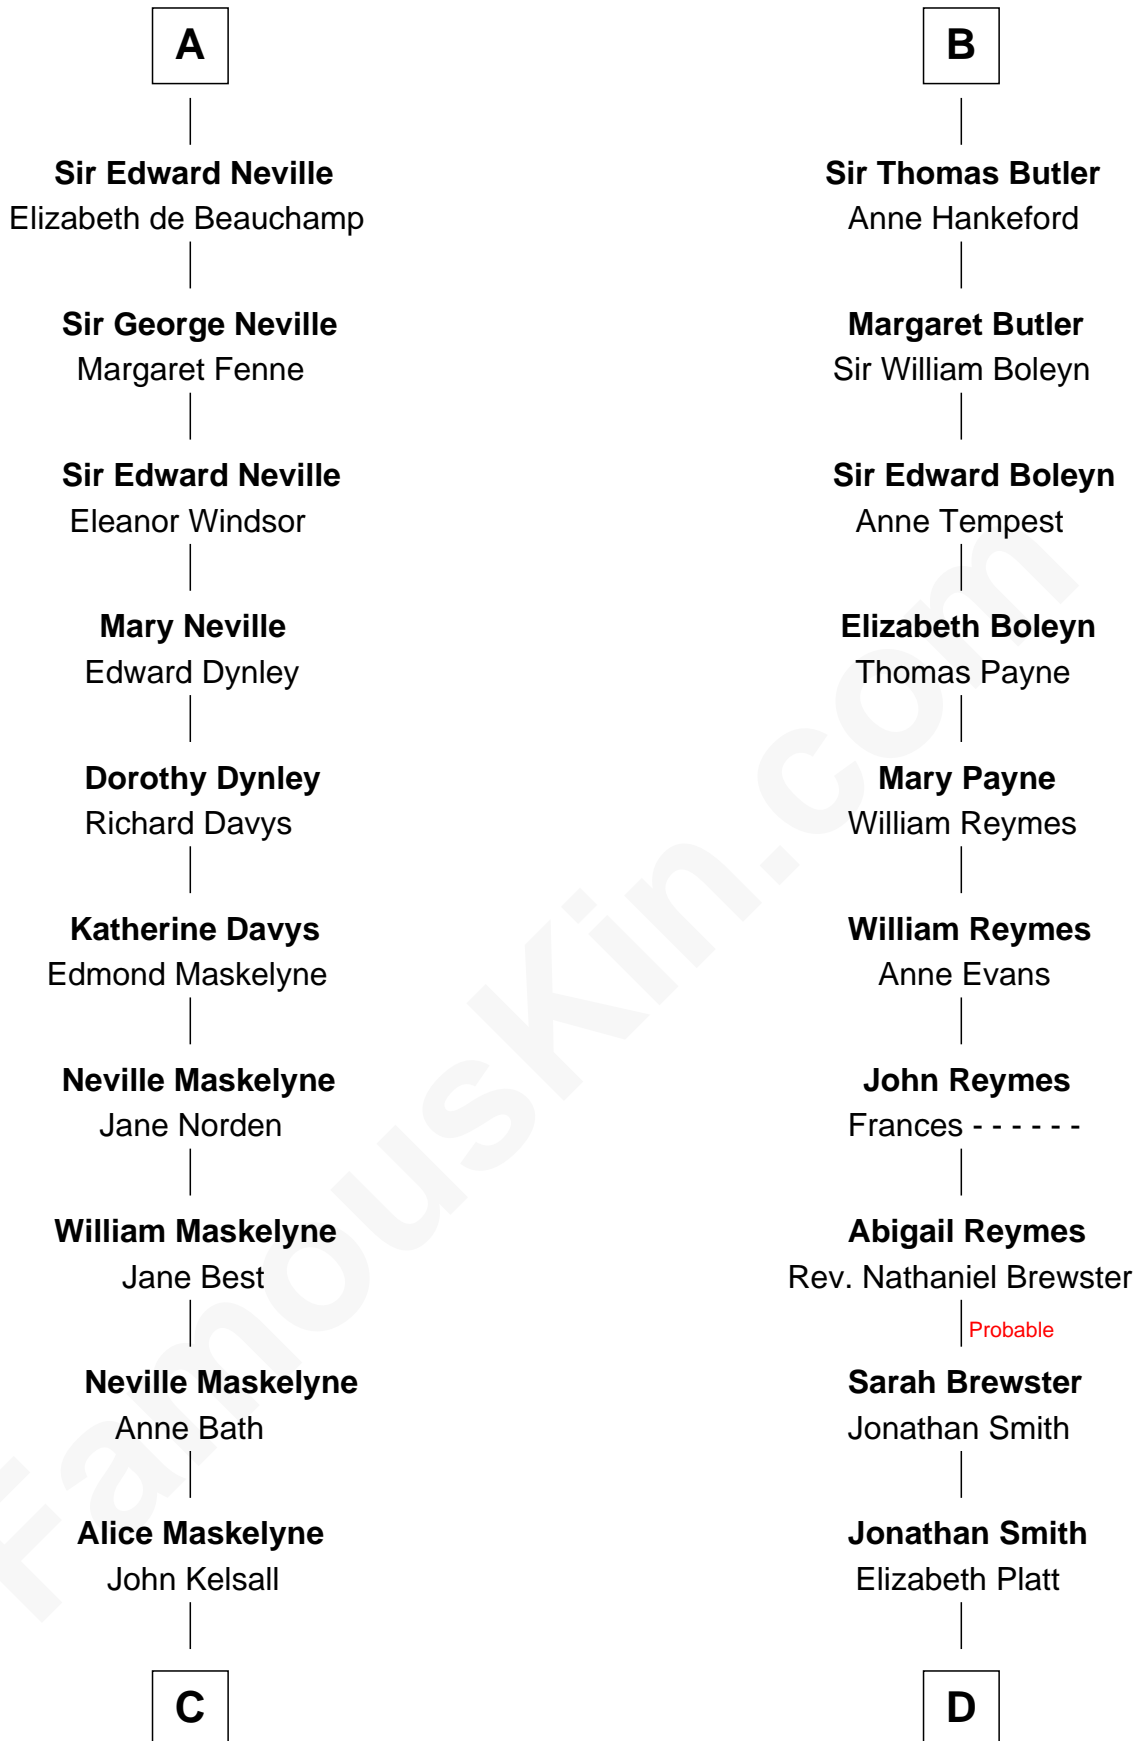 A
Sir Edward Neville
Elizabeth de Beauchamp
Sir George Neville
Margaret Fenne
Sir Edward Neville
Eleanor Windsor
Mary Neville
Edward Dynley
Dorothy Dynley
Richard Davys
Katherine Davys
Edmond Maskelyne
Neville Maskelyne
Jane Norden
William Maskelyne
Jane Best
Neville Maskelyne
Anne Bath
Alice Maskelyne
John Kelsall
C
B
Sir Thomas Butler
Anne Hankeford
Margaret Butler
Sir William Boleyn
Sir Edward Boleyn
Anne Tempest
Elizabeth Boleyn
Thomas Payne
Mary Payne
William Reymes
William Reymes
Anne Evans
John Reymes
Frances - - - - - -
Abigail Reymes
Rev. Nathaniel Brewster
Probable
Sarah Brewster
Jonathan Smith
Jonathan Smith
Elizabeth Platt
D
FamousKin.com